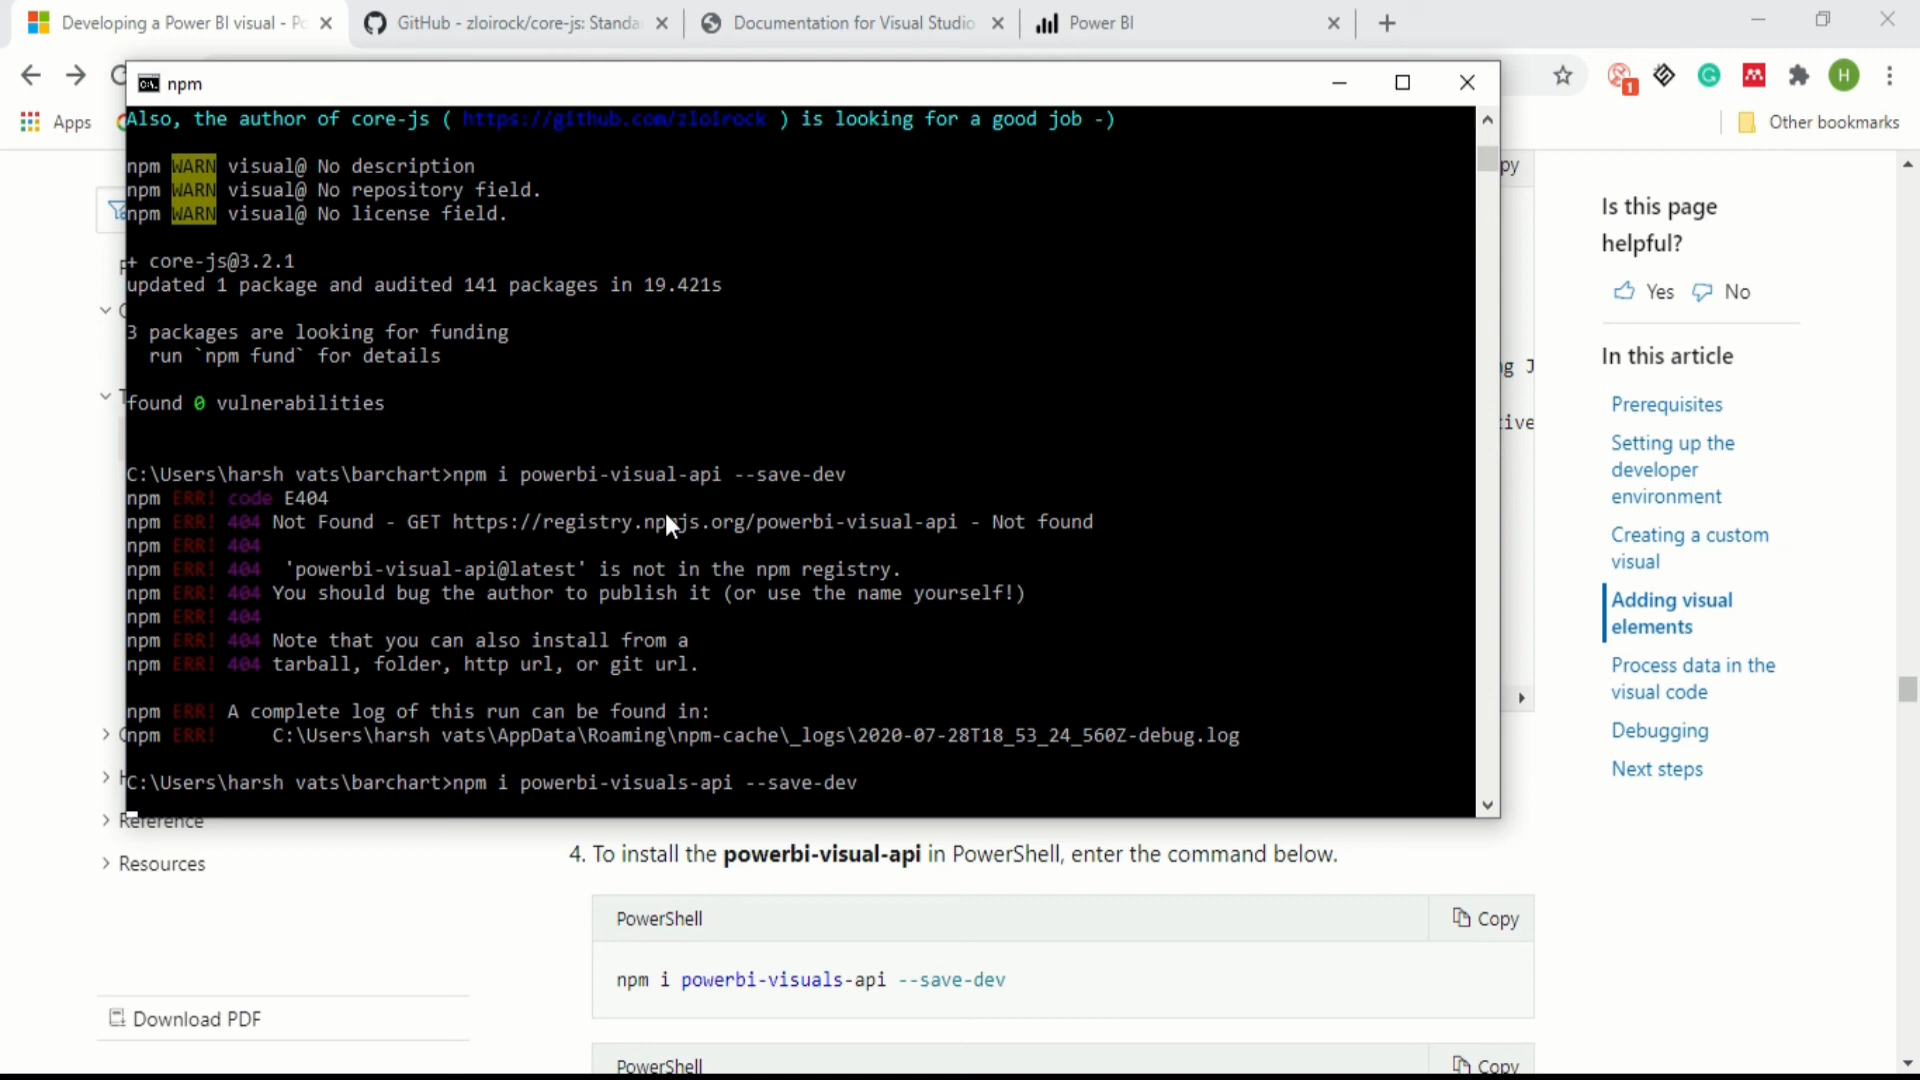 Developing a Power BI visual - Po
GitHub - zloirock/core-js: Standa
Documentation for Visual Studio
Power BI
npm
1
H
Apps
Other bookmarks
Also, the author of core-js ( https://github.com/zloirock ) is looking for a good job -)
py
npm WARN visual@ No description
npm WARN visual@ No repository field.
npm WARN visual@ No license field.
+ core-js@3.2.1
updated 1 package and audited 141 packages in 19.421s
3 packages are looking for funding
run `npm fund` for details
found 0 vulnerabilities
C:\Users\harsh vats\barchart>npm i powerbi-visual-api --save-dev
npm ERR! code E404
npm ERR! 404 Not Found - GET https://registry.npmjs.org/powerbi-visual-api - Not found
npm ERR! 404
npm ERR! 404 'powerbi-visual-api@latest' is not in the npm registry.
npm ERR! 404 You should bug the author to publish it (or use the name yourself!)
npm ERR! 404
npm ERR! 404 Note that you can also install from a
npm ERR! 404 tarball, folder, http url, or git url.
npm ERR! A complete log of this run can be found in:
npm ERR! C:\Users\harsh vats\AppData\Roaming\npm-cache\_logs\2020-07-28T18_53_24_560Z-debug.log
C:\Users\harsh vats\barchart>npm i powerbi-visuals-api --save-dev
Is this page
helpful?
Yes No
In this article
Prerequisites
Setting up the
developer
environment
Creating a custom
visual
Adding visual
elements
Process data in the
visual code
Debugging
Next steps
Reference
Resources
Download PDF
4. To install the powerbi-visual-api in PowerShell, enter the command below.
PowerShell
Copy
npm i powerbi-visuals-api --save-dev
PowerShell
Copy